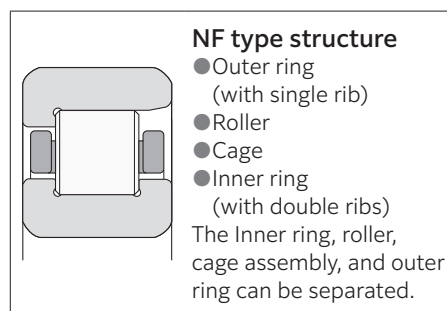 NF type structure
●Outer ring
(with single rib)
●Roller
●Cage
●Inner ring
(with double ribs)
The Inner ring, roller,
cage assembly, and outer
ring can be separated.